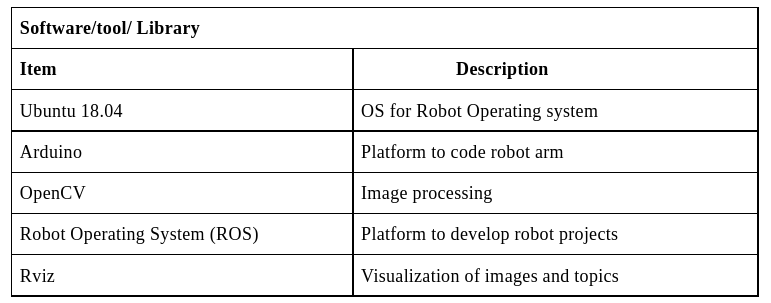 Software/tool/ Library
Item Description
Ubuntu 18.04 OS for Robot Operating system
Arduino Platform to code robot arm
OpenCV Image processing
Robot Operating System (ROS) Platform to develop robot projects
Rviz Visualization of images and topics